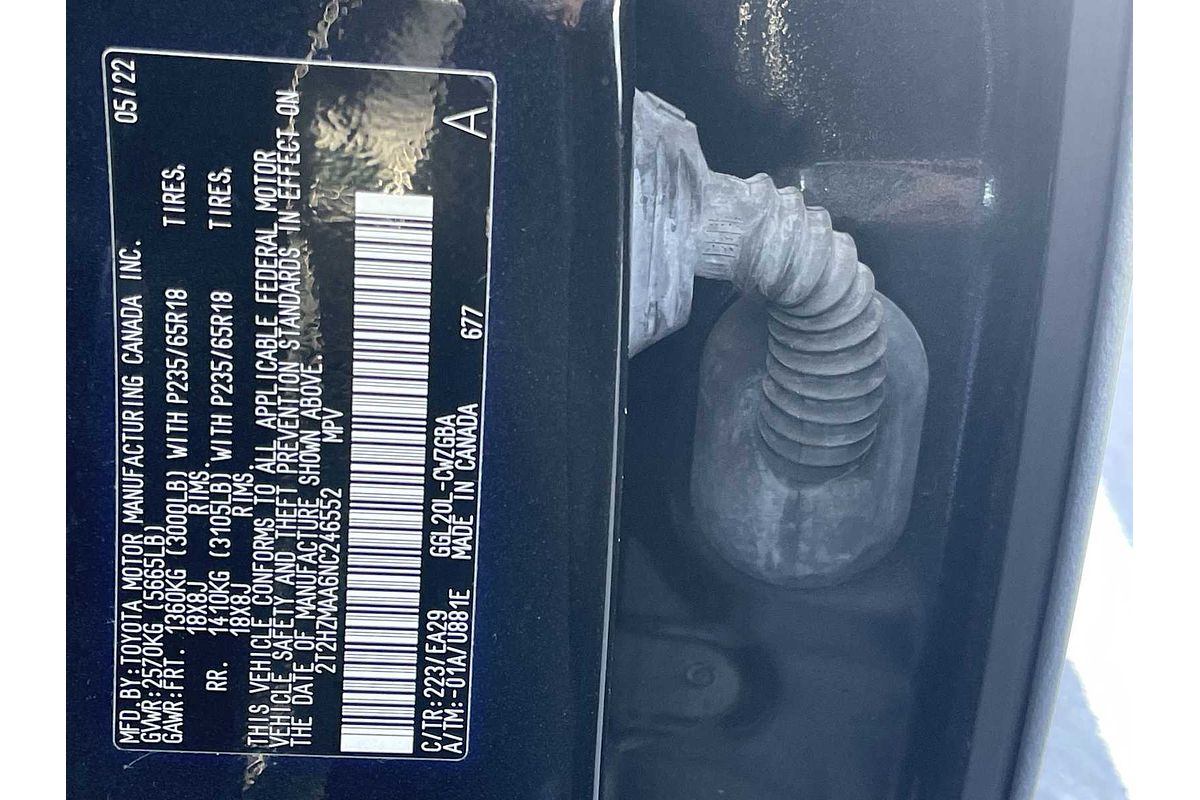 MFD.BY:TOYOTA MOTOR MANUFACTURING CANADA INC. 05/22
GVWR:2570KG (5665LB)
GAWR:FRT. 1360KG (3000LB) WITH P235/65R18 TIRES.
18X8J RIMS.
RR. 1410KG (3105LB) WITH P235/65R18 TIRES.
18X8J RIMS.
THIS VEHICLE CONFORMS TO ALL APPLICABLE FEDERAL MOTOR
VEHICLE SAFETY AND THEFT PREVENTION STANDARDS IN EFFECT ON
THE DATE OF MANUFACTURE SHOWN ABOVE.
2T2HZMAA6NC246552 MPV
C/TR:223/EA29 GGL20L-CWZGBA 677 A
A/TM:-01A/U881E MADE IN CANADA